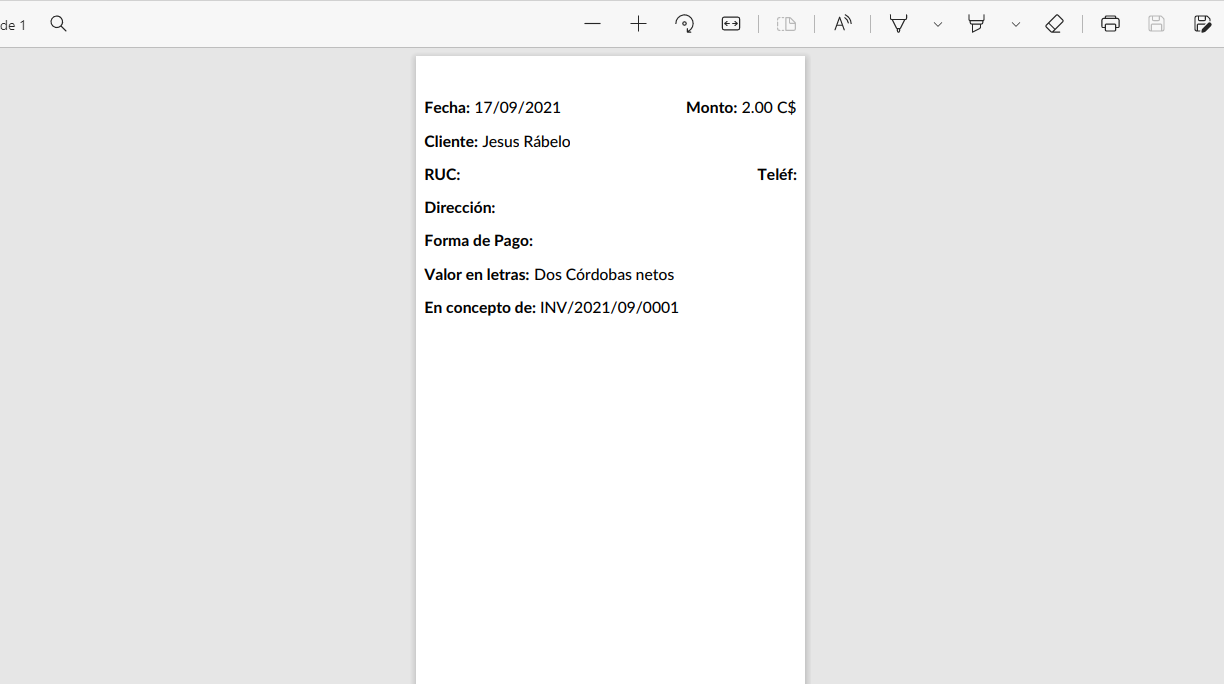 de 1
Fecha: 17/09/2021 Monto: 2.00 C$
Cliente: Jesus Rábelo
RUC: Teléf:
Dirección:
Forma de Pago:
Valor en letras: Dos Córdobas netos
En concepto de: INV/2021/09/0001